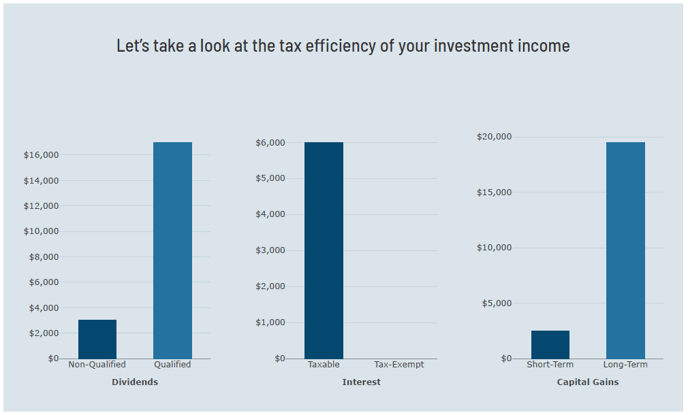 Let's take a look at the tax efficiency of your investment income
$16,000
$14,000
$12,000
$10,000
$8,000
$6,000
$4,000
$2,000
$0
Non-Qualified
Qualified
Dividends
$6,000
$5,000
$4,000
$3,000
$2,000
$1,000
$0
Taxable
Tax-Exempt
Interest
$20,000
$15,000
$10,000
$5,000
$0
Short-Term
Long-Term
Capital Gains